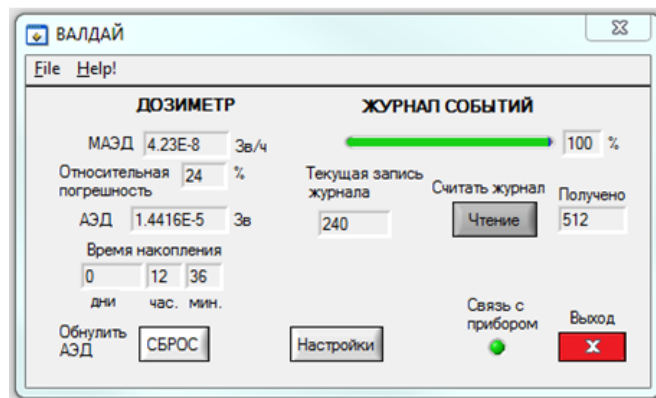 ВАЛДАЙ
File Help!
ДОЗИМЕТР
МАЭД 4.23E-8 Зв/ч
Относительная погрешность 24 %
АЭД 1.4416E-5 Зв
Время накопления
0 12 36
дни час. мин.
Обнулить АЭД СБРОС
ЖУРНАЛ СОБЫТИЙ
100 %
Текущая запись журнала
240
Считать журнал
Чтение
Получено
512
Настройки
Связь с прибором
Выход
X